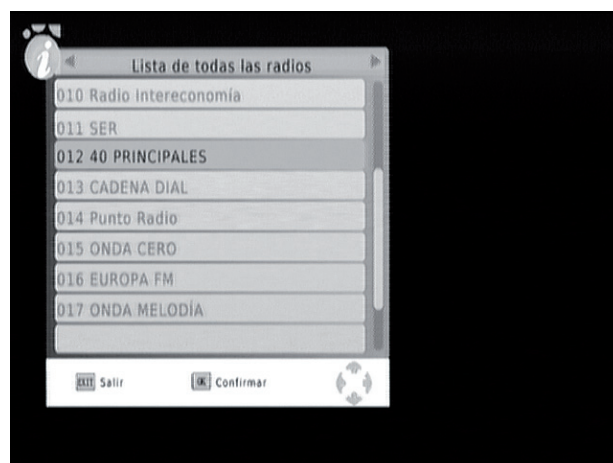 i
Lista de todas las radios
010 Radio Intereconomía
011 SER
012 40 PRINCIPALES
013 CADENA DIAL
014 Punto Radio
015 ONDA CERO
016 EUROPA FM
017 ONDA MELODÍA
EXIT Salir OK Confirmar